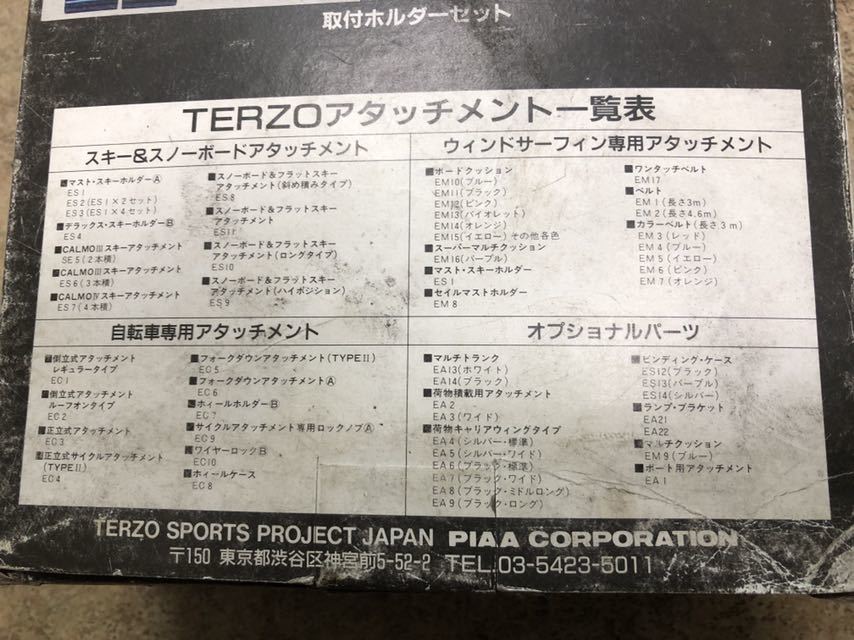 取付ホルダーセット
TERZOアタッチメント一覧表
スキー&スノーボードアタッチメント
■マスト・スキーホルダーⒶ
ES1
ES2(ES1×2セット)
ES3(ES1×4セット)
■デラックス・スキーホルダーⒷ
ES4
■CALMOⅢスキーアタッチメント
SE5(2本積)
■CALMOⅢスキーアタッチメント
ES6(3本積)
■CALMOⅣスキーアタッチメント
ES7(4本積)
■スノーボード&フラットスキー
アタッチメント(斜め積みタイプ)
ES8
■スノーボード&フラットスキー
アタッチメント
ES11
■スノーボード&フラットスキー
アタッチメント(ロングタイプ)
ES10
■スノーボード&フラットスキー
アタッチメント(ハイポジション)
ES9
ウィンドサーフィン専用アタッチメント
■ボードクッション
EM10(ブルー)
EM11(ブラック)
EM12(ピンク)
EM13(バイオレット)
EM14(オレンジ)
EM15(イエロー)その他各色
■スーパーマルチクッション
EM16(パープル)
■マスト・スキーホルダー
ES1
■セイルマストホルダー
EM8
■ワンタッチベルト
EM17
■ベルト
EM1(長さ3m)
EM2(長さ4.6m)
■カラーベルト(長さ3m)
EM3(レッド)
EM4(ブルー)
EM5(イエロー)
EM6(ピンク)
EM7(オレンジ)
自転車専用アタッチメント
■倒立式アタッチメント
レギュラータイプ
EC1
■倒立式アタッチメント
ルーフオンタイプ
EC2
■正立式アタッチメント
EC3
■正立式サイクルアタッチメント
(TYPEⅡ)
EC4
■フォークダウンアタッチメント(TYPEⅡ)
EC5
■フォークダウンアタッチメントⒶ
EC6
■ホィールホルダーⒷ
EC7
■サイクルアタッチメント専用ロックノブⒶ
EC9
■ワイヤーロックⒷ
EC10
■ホィールケース
EC8
オプショナルパーツ
■マルチトランク
EA13(ホワイト)
EA14(ブラック)
■荷物積載用アタッチメント
EA2
EA3(ワイド)
■荷物キャリアウィングタイプ
EA4(シルバー・標準)
EA5(シルバー・ワイド)
EA6(ブラック・標準)
EA7(ブラック・ワイド)
EA8(ブラック・ミドルロング)
EA9(ブラック・ロング)
■ビンディング・ケース
ES12(ブラック)
ES13(パープル)
ES14(シルバー)
■ランプ・ブラケット
EA21
EA22
■マルチクッション
EM9(ブルー)
■ボート用アタッチメント
EA1
TERZO SPORTS PROJECT JAPAN PIAA CORPORATION
〒150 東京都渋谷区神宮前5-52-2 TEL.03-5423-5011